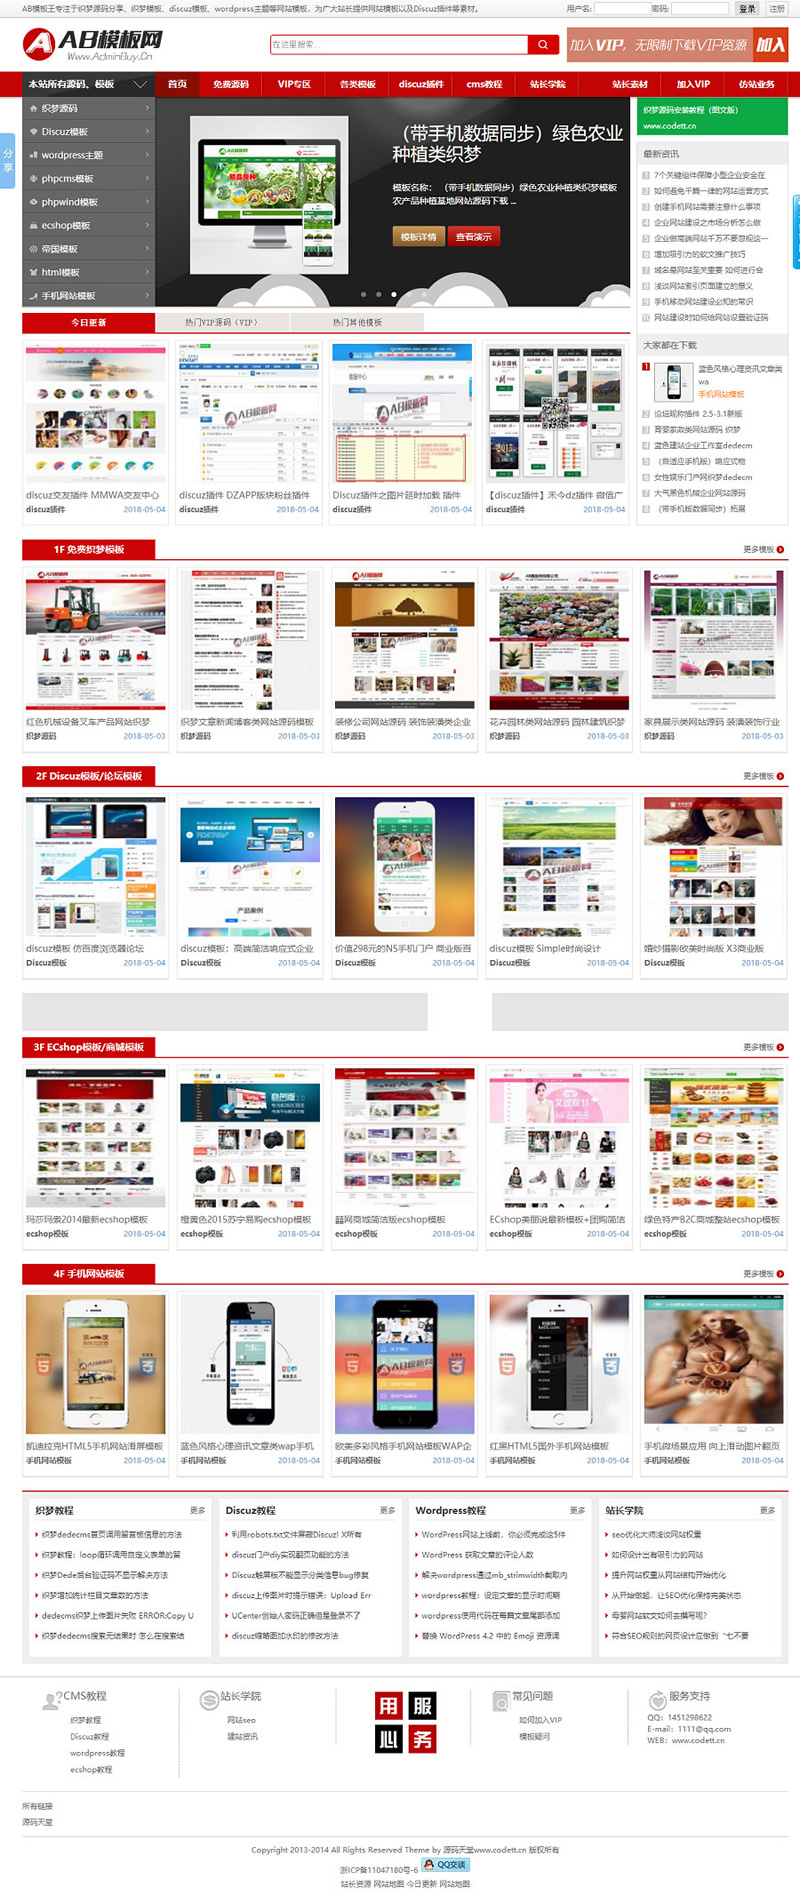 AB模板王专注于织梦源码分享、织梦模板、discuz模板、wordpress主题等网站模板，为广大站长提供网站模板以及Discuz插件等素材。
用户名: 密码: 登录 注册
AB模板网
Www.AdminBuy.Cn
在这里搜索...
加入VIP，无限制下载VIP资源 加入
本站所有源码、模板
首页 免费源码 VIP专区 各类模板 discuz插件 cms教程 站长学院 站长素材 加入VIP 仿站业务
分享
织梦源码
Discuz模板
wordpress主题
phpcms模板
phpwind模板
ecshop模板
帝国模板
html模板
手机网站模板
（带手机数据同步）绿色农业种植类织梦
模板名称：（带手机数据同步）绿色农业种植类织梦模板 农产品种植基地网站源码下载 ...
模板详情 查看演示
织梦源码安装教程（图文版）
www.codett.cn
最新资讯
1 7个关键组件保障小型企业安全在
2 如何避免千篇一律的网站运营方式
3 创建手机网站需要注意什么事项
4 企业网站建设之市场分析怎么做
5 企业做高端网站千万不要忽视这一
6 增加吸引力的软文推广技巧
7 域名是网站至关重要 如何进行合
8 浅谈网站索引页面建立的意义
9 手机移动网站建设必知的常识
10 网站建设时如何给网站设置验证码
今日更新 热门VIP源码（VIP） 热门其他模板
discuz交友插件 MMWA交友中心
discuz插件 2018-05-04
discuz插件 DZAPP版块粉丝插件
discuz插件 2018-05-04
Discuz插件之图片延时加载 插件
discuz插件 2018-05-04
【discuz插件】禾今dz插件 微信广
discuz插件 2018-05-04
大家都在下载
1 蓝色风格心理资讯文章类wa
手机网站模板
2 论坛昵称插件 2.5-3.1新版
3 育婴家政类网站源码 织梦
4 蓝色建站企业工作室dedecm
5 （自适应手机版）响应式物
6 女性娱乐门户网织梦dedecm
7 大气黑色机械企业网站源码
8 （带手机版数据同步）拓展
1F 免费织梦模板 更多模板
红色机械设备叉车产品网站织梦
织梦源码 2018-05-03
织梦文章新闻博客类网站源码模板
织梦源码 2018-05-03
装修公司网站源码 装饰装潢类企业
织梦源码 2018-05-03
花卉园林类网站源码 园林建筑织梦
织梦源码 2018-05-03
家具展示类网站源码 装潢装饰行业
织梦源码 2018-05-03
2F Discuz模板/论坛模板 更多模板
discuz模板 仿百度浏览器论坛
Discuz模板 2018-05-04
discuz模板：高端简洁响应式企业
Discuz模板 2018-05-04
价值298元的N5手机门户 商业版百
Discuz模板 2018-05-04
discuz模板 Simple时尚设计
Discuz模板 2018-05-04
婚纱摄影欧美时尚版 X3商业版
Discuz模板 2018-05-04
3F ECshop模板/商城模板 更多模板
玛莎玛索2014最新ecshop模板
ecshop模板 2018-05-04
橙黄色2015苏宁易购ecshop模板
ecshop模板 2018-05-04
囍网商城简洁版ecshop模板
ecshop模板 2018-05-04
ECshop美丽说最新模板+团购简洁
ecshop模板 2018-05-04
绿色特产B2C商城整站ecshop模板
ecshop模板 2018-05-04
4F 手机网站模板 更多模板
凯迪拉克HTML5手机网站滑屏模板
手机网站模板 2018-05-04
蓝色风格心理资讯文章类wap手机
手机网站模板 2018-05-04
欧美多彩风格手机网站模板WAP企
手机网站模板 2018-05-04
红黑HTML5国外手机网站模板
手机网站模板 2018-05-04
手机微场景应用 向上滑动图片翻页
手机网站模板 2018-05-04
织梦教程 更多
织梦dedecms首页调用留言板信息的方法
织梦教程：loop循环调用自定义表单的留
织梦Dede后台验证码不显示解决方法
织梦增加统计栏目文章数的方法
dedecms织梦上传图片失败 ERROR:Copy U
织梦dedecms搜索无结果时 怎么在搜索结
Discuz教程 更多
利用robots.txt文件屏蔽Discuz! X所有
discuz门户diy实现翻页功能的方法
Discuz触屏版不能显示分类信息bug修复
discuz上传图片时提示错误：Upload Err
UCenter创始人密码正确但是登录不了
discuz缩略图加水印的修改方法
Wordpress教程 更多
WordPress网站上线前，你必须完成这5件
WordPress 获取文章的评论人数
解决wordpress通过mb_strimwidth截取内
wordpress教程：设定文章的显示时间期
wordpress使用代码在每篇文章尾部添加
替换 WordPress 4.2 中的 Emoji 资源调
站长学院 更多
seo优化大师浅谈网站权重
如何设计出有吸引力的网站
提升网站权重从网站结构开始优化
从开始做起，让SEO优化保持完美状态
母婴网站软文如何去撰写呢？
符合SEO规则的网页设计应做到“七不要
CMS教程
织梦教程
Discuz教程
wordpress教程
ecshop教程
站长学院
网站seo
建站资讯
用服
心务
常见问题
如何加入VIP
模板疑问
服务支持
QQ：1451298622
E-mail：1111@qq.com
WEB：www.codett.cn
所有链接
源码天堂
Copyright 2013-2014 All Rights Reserved Theme by 源码天堂www.codett.cn 版权所有
浙ICP备11047180号-6 QQ交谈
站长资源 网站地图 今日更新 网站地图